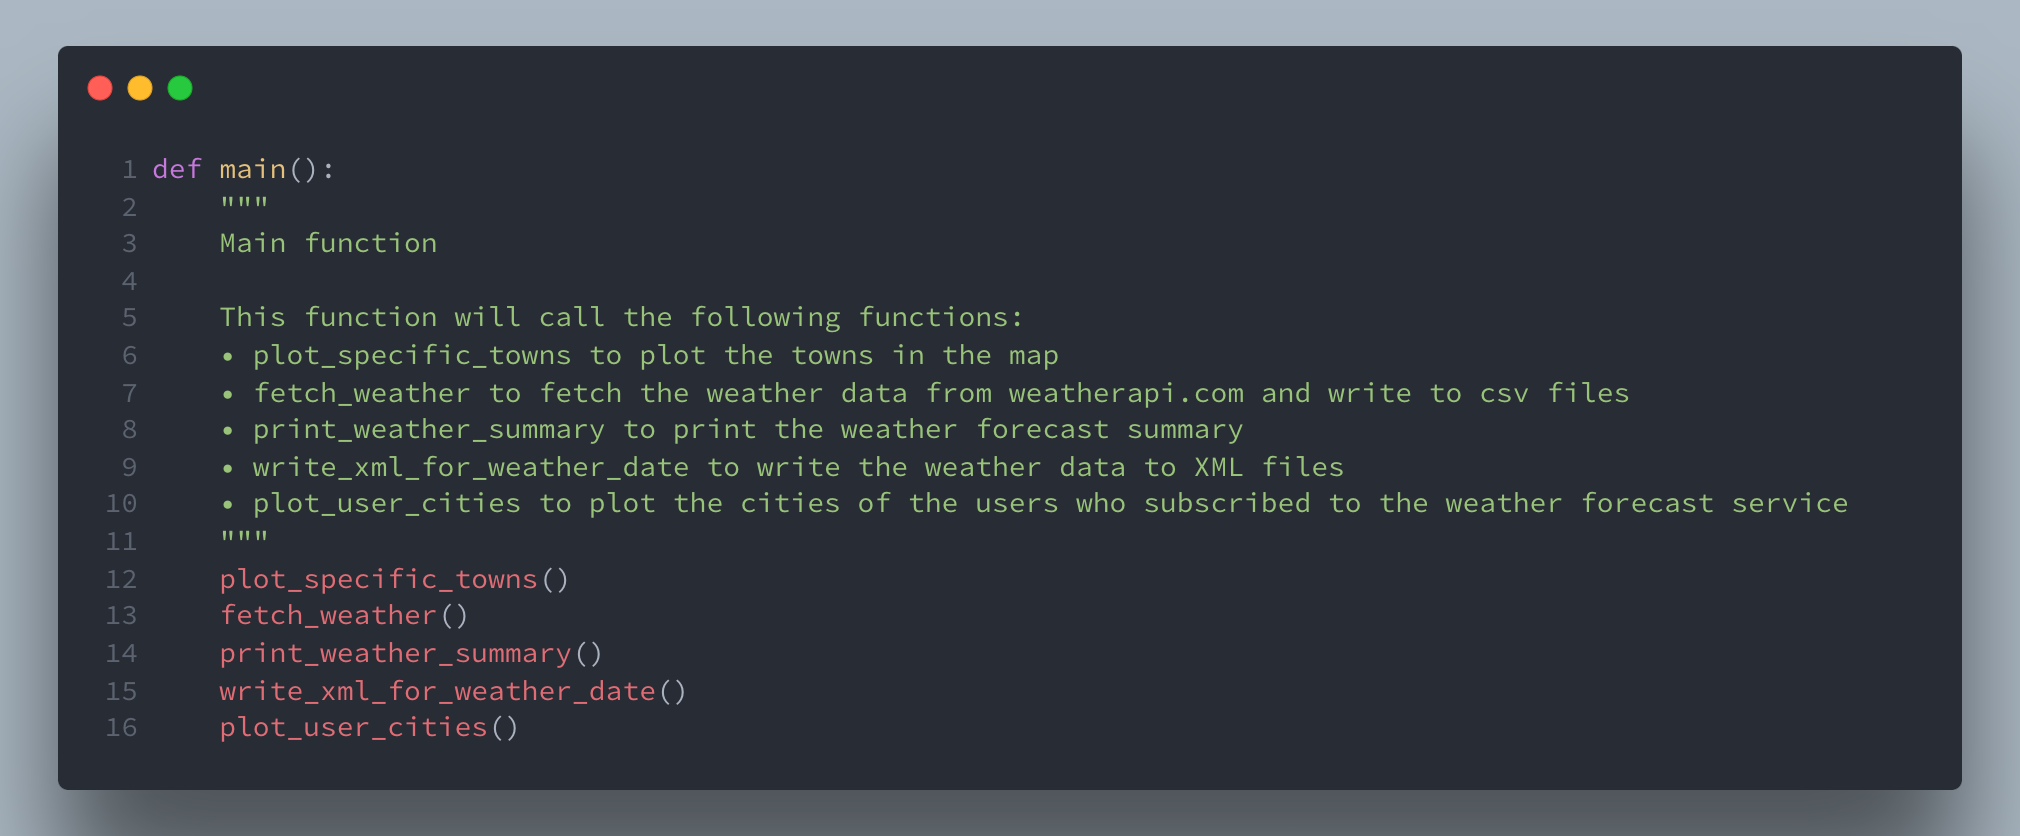 1 def main():
2     """
3     Main function
4
5     This function will call the following functions:
6     • plot_specific_towns to plot the towns in the map
7     • fetch_weather to fetch the weather data from weatherapi.com and write to csv files
8     • print_weather_summary to print the weather forecast summary
9     • write_xml_for_weather_date to write the weather data to XML files
10     • plot_user_cities to plot the cities of the users who subscribed to the weather forecast service
11     """
12     plot_specific_towns()
13     fetch_weather()
14     print_weather_summary()
15     write_xml_for_weather_date()
16     plot_user_cities()